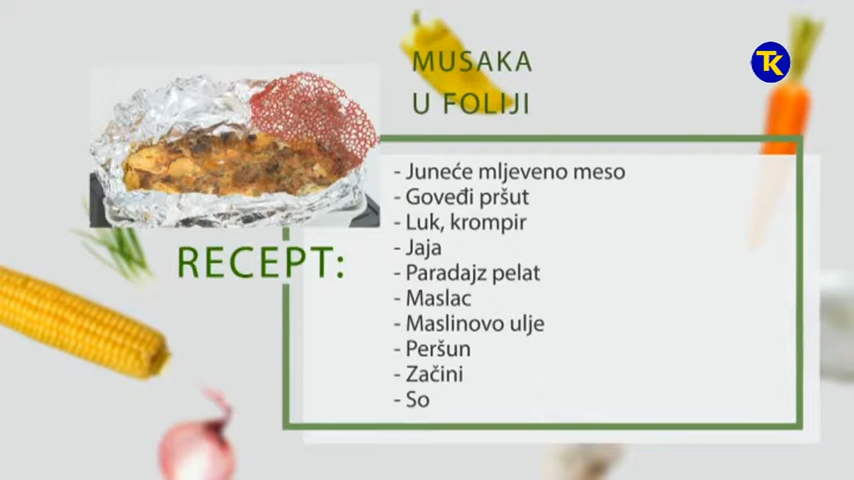 MUSAKA
U FOLIJI
TK
- Juneće mljeveno meso
- Goveđi pršut
- Luk, krompir
- Jaja
- Paradajz pelat
- Maslac
- Maslinovo ulje
- Peršun
- Začini
- So
RECEPT: